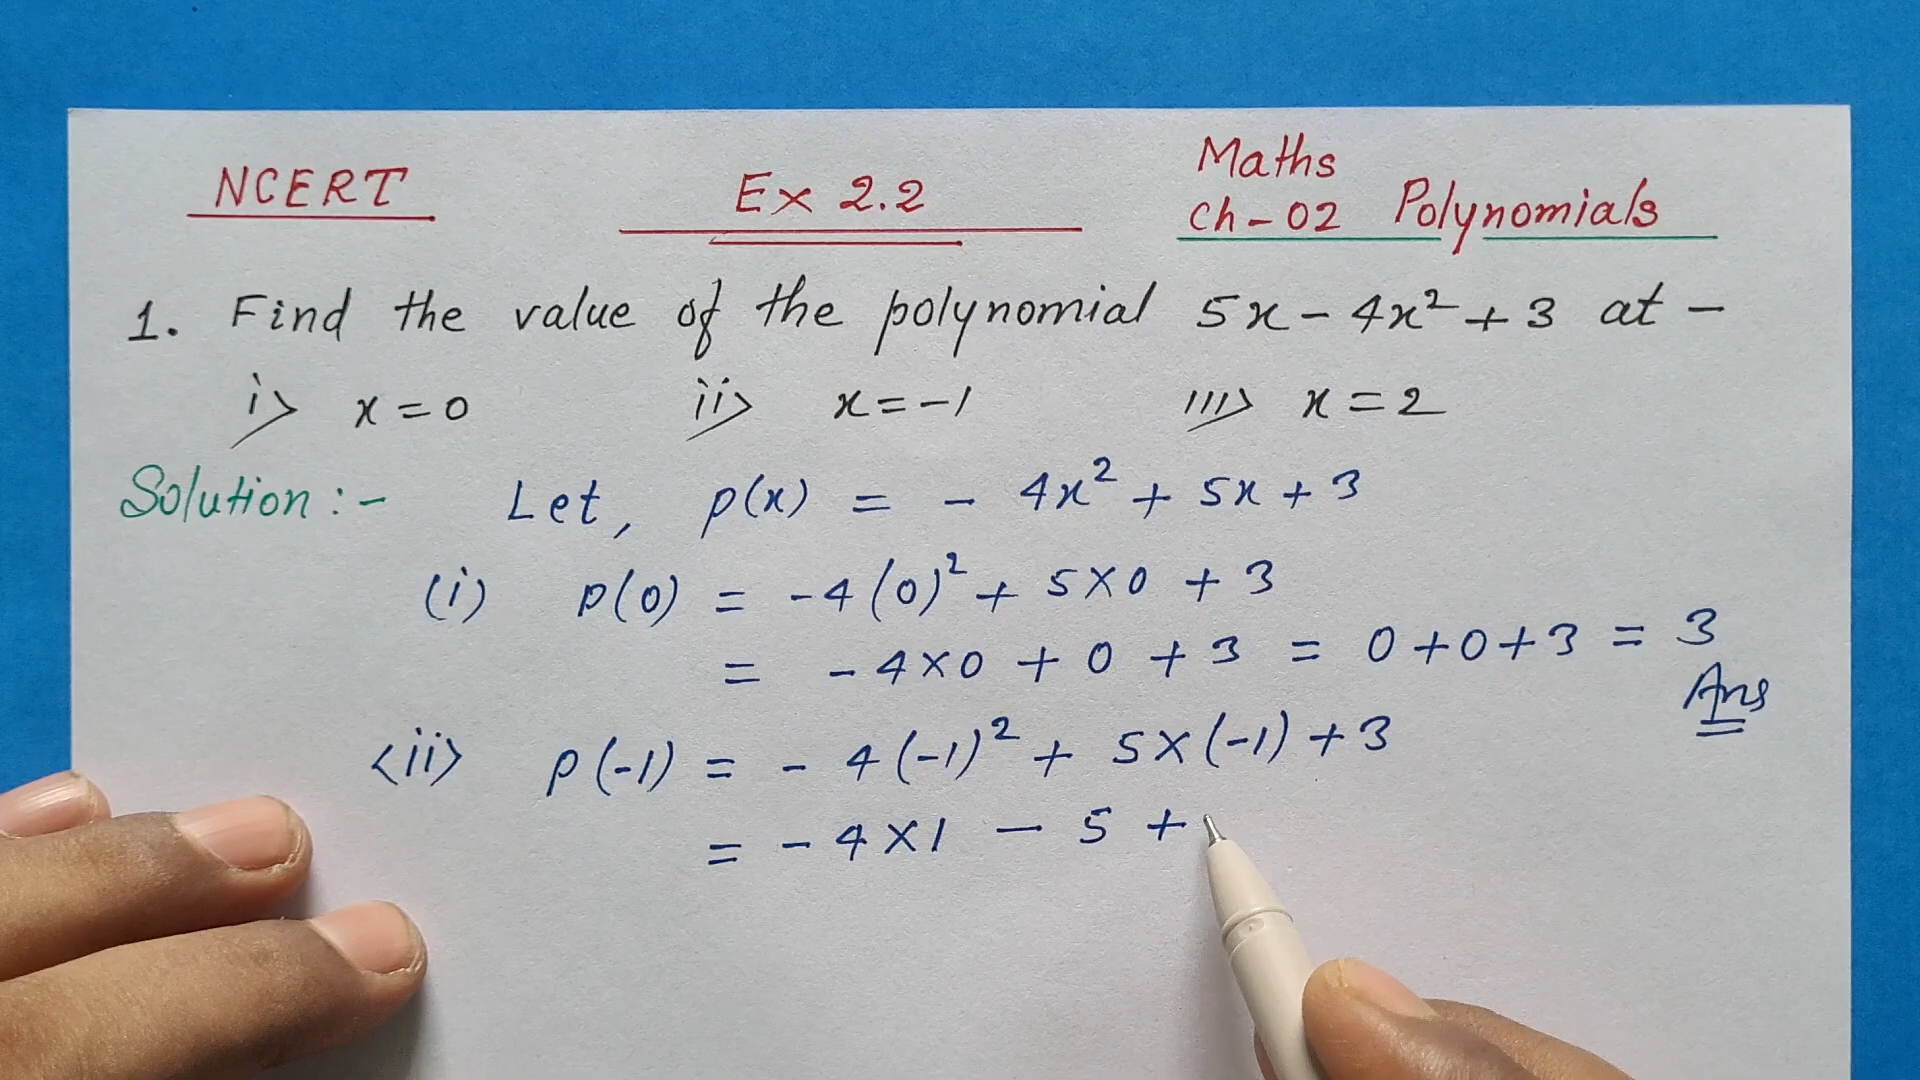 NCERT Ex 2.2 Maths
Ch-02 Polynomials
1. Find the value of the polynomial 5x - 4x² + 3 at -
i> x = 0 ii> x = -1 iii> x = 2
Solution :- Let, p(x) = - 4x² + 5x + 3
(i) p(0) = -4(0)² + 5×0 + 3
= -4×0 + 0 + 3 = 0+0+3 = 3
Ans
<ii> p(-1) = - 4(-1)² + 5×(-1) + 3
= - 4×1 - 5 +